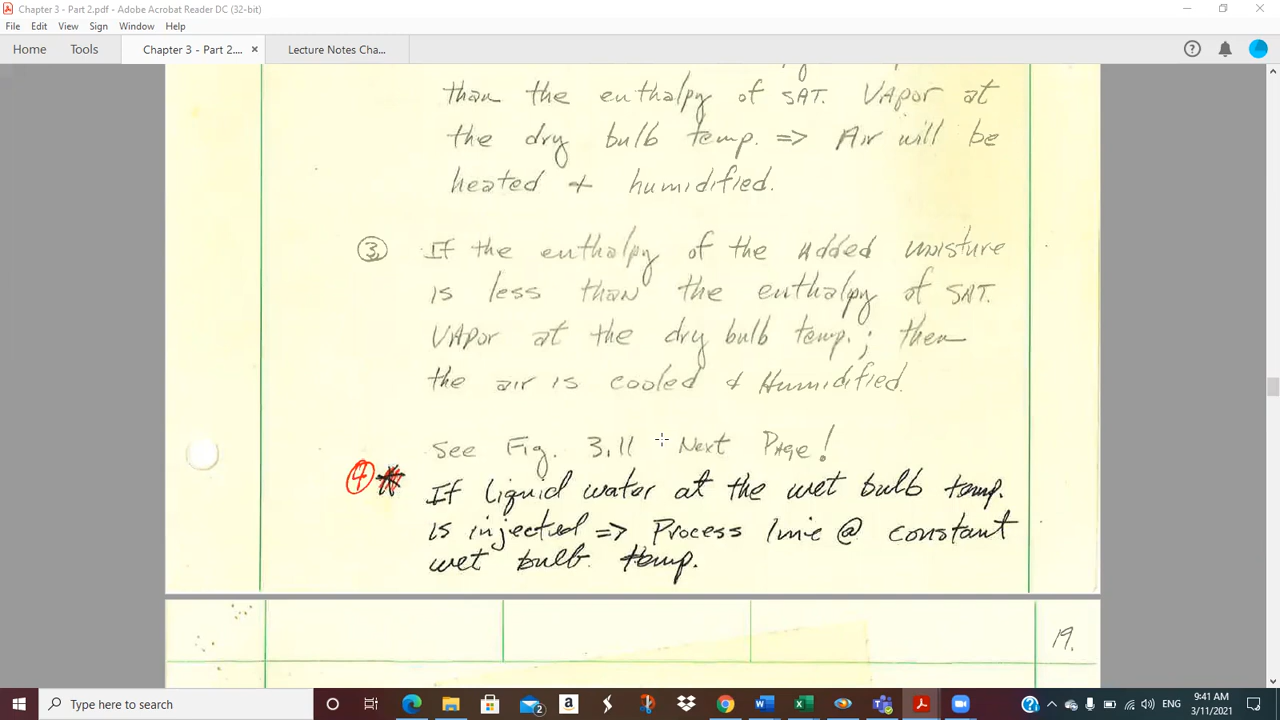 Chapter 3 - Part 2.pdf - Adobe Acrobat Reader DC (32-bit)
File Edit View Sign Window Help
Home Tools Chapter 3 - Part 2.... × Lecture Notes Cha...
than the enthalpy of SAT. VApor at
the dry bulb temp. => Air will be
heated + humidified.
3. If the enthalpy of the Added moisture
is less than the enthalpy of SAT.
VApor at the dry bulb temp.; then
the air is cooled + Humidified.
See Fig. 3.11 Next Page!
4 * If liquid water at the wet bulb temp.
is injected => Process line @ constant
wet bulb temp.
19.
Type here to search
2
ENG
9:41 AM
3/11/2021